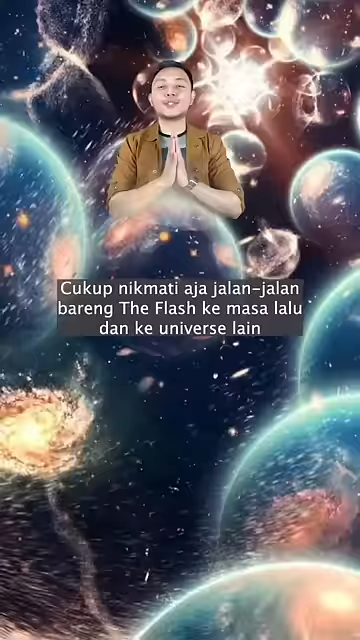 Cukup nikmati aja jalan-jalan
bareng The Flash ke masa lalu
dan ke universe lain